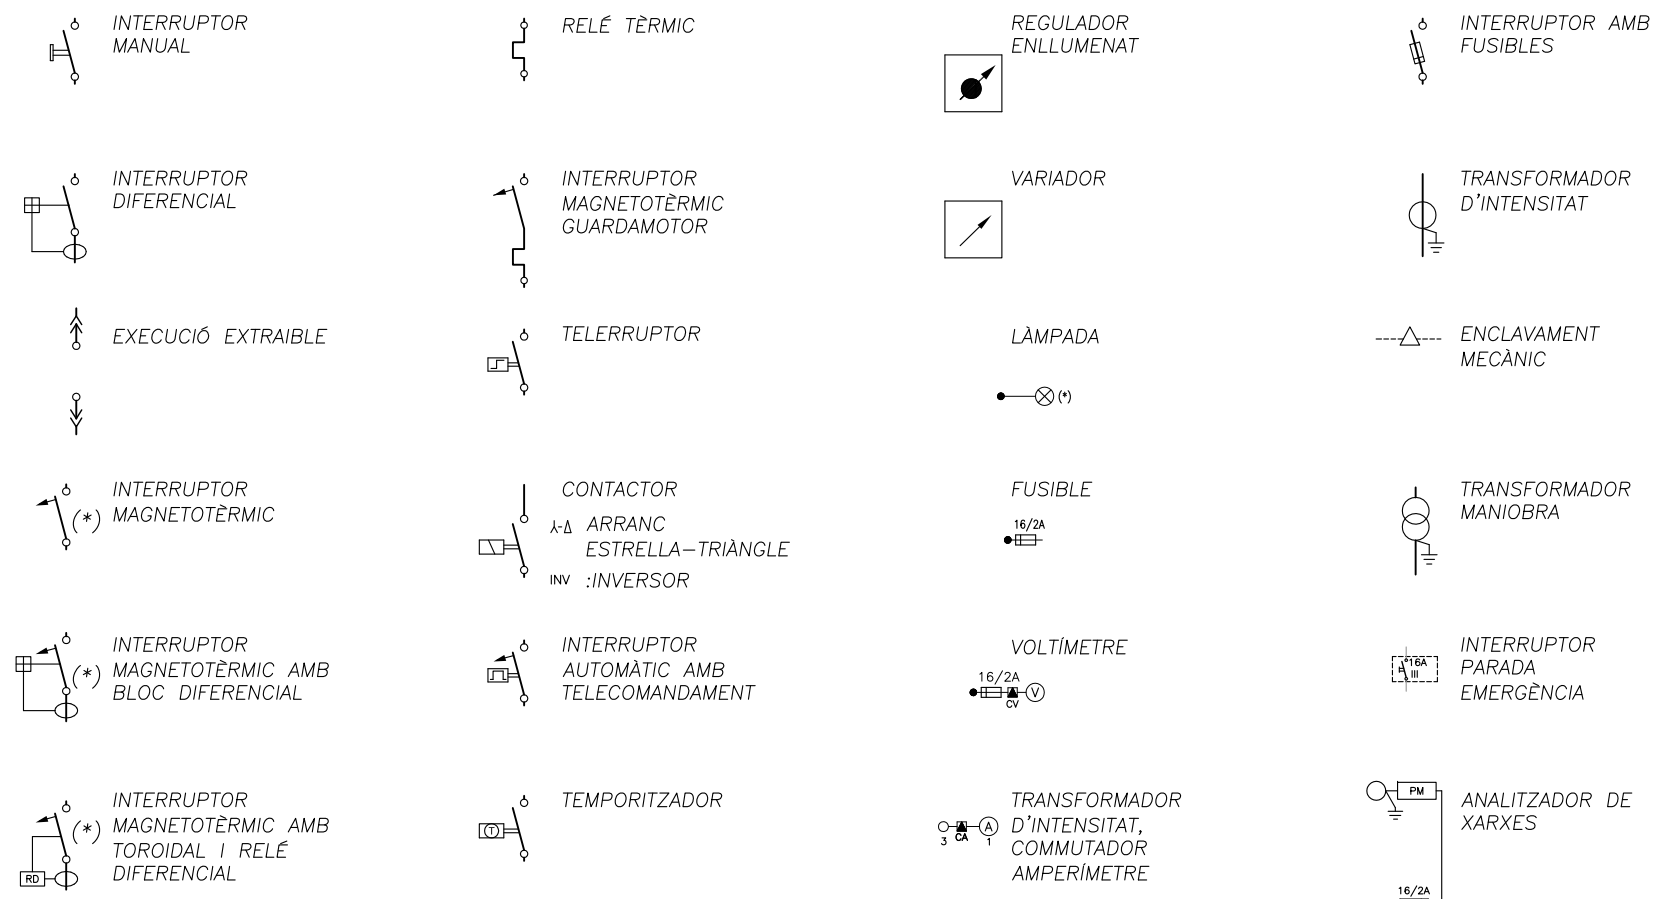 INTERRUPTOR
MANUAL
INTERRUPTOR
DIFERENCIAL
EXECUCIÓ EXTRAIBLE
INTERRUPTOR
(*) MAGNETOTÈRMIC
INTERRUPTOR
(*) MAGNETOTÈRMIC AMB
BLOC DIFERENCIAL
INTERRUPTOR
(*) MAGNETOTÈRMIC AMB
TOROIDAL I RELÉ
DIFERENCIAL
RD
RELÉ TÈRMIC
INTERRUPTOR
MAGNETOTÈRMIC
GUARDAMOTOR
TELERRUPTOR
CONTACTOR
⅄-Δ ARRANC
ESTRELLA-TRIÀNGLE
INV :INVERSOR
INTERRUPTOR
AUTOMÀTIC AMB
TELECOMANDAMENT
TEMPORITZADOR
T
REGULADOR
ENLLUMENAT
VARIADOR
LÀMPADA
(*)
FUSIBLE
16/2A
VOLTÍMETRE
16/2A
V
CV
TRANSFORMADOR
D'INTENSITAT,
COMMUTADOR
AMPERÍMETRE
A
3 CA 1
INTERRUPTOR AMB
FUSIBLES
TRANSFORMADOR
D'INTENSITAT
ENCLAVAMENT
MECÀNIC
TRANSFORMADOR
MANIOBRA
INTERRUPTOR
PARADA
EMERGÈNCIA
16A
III
ANALITZADOR DE
XARXES
PM
16/2A